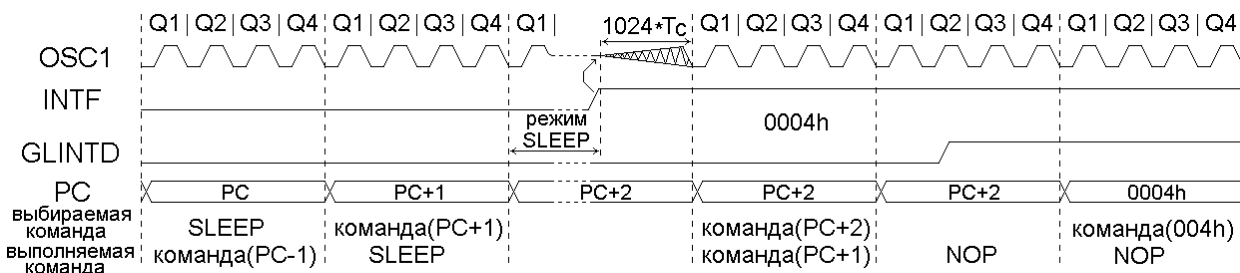 Q1 | Q2 | Q3 | Q4 | Q1 | Q2 | Q3 | Q4 | Q1 | 1024*Tc Q1 | Q2 | Q3 | Q4 | Q1 | Q2 | Q3 | Q4 | Q1 | Q2 | Q3 | Q4
OSC1
INTF
режим SLEEP
0004h
GLINTD
PC PC PC+1 PC+2 PC+2 PC+2 0004h
выбираемая команда SLEEP команда(PC+1) команда(PC+2) команда(004h)
выполняемая команда команда(PC-1) SLEEP команда(PC+1) NOP NOP